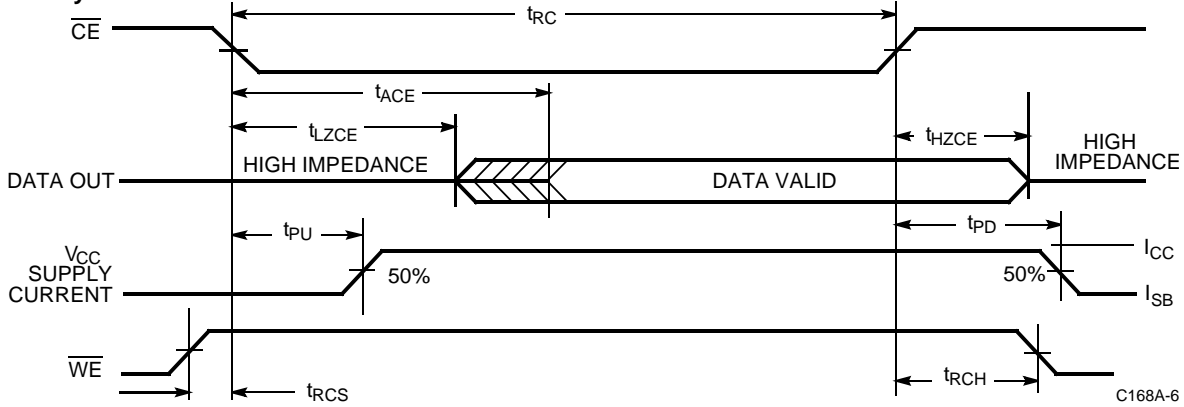 tRC
CE
tACE
tLZCE
tHZCE
HIGH IMPEDANCE
HIGH
IMPEDANCE
DATA OUT
DATA VALID
tPU
tPD
VCC
SUPPLY
CURRENT
50%
50%
ICC
ISB
WE
tRCS
tRCH
C168A-6